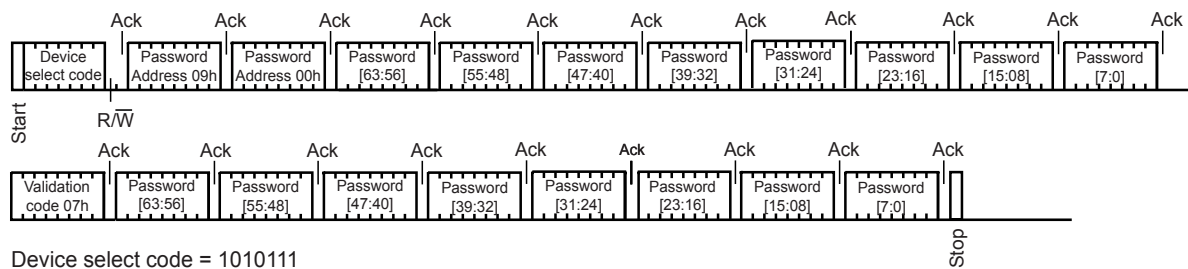 Ack Ack Ack Ack Ack Ack Ack Ack Ack Ack Ack
Device select code
Password Address 09h
Password Address 00h
Password [63:56]
Password [55:48]
Password [47:40]
Password [39:32]
Password [31:24]
Password [23:16]
Password [15:08]
Password [7:0]
Start
R/W̅
Ack Ack Ack Ack Ack Ack Ack Ack Ack
Validation code 07h
Password [63:56]
Password [55:48]
Password [47:40]
Password [39:32]
Password [31:24]
Password [23:16]
Password [15:08]
Password [7:0]
Stop
Device select code = 1010111